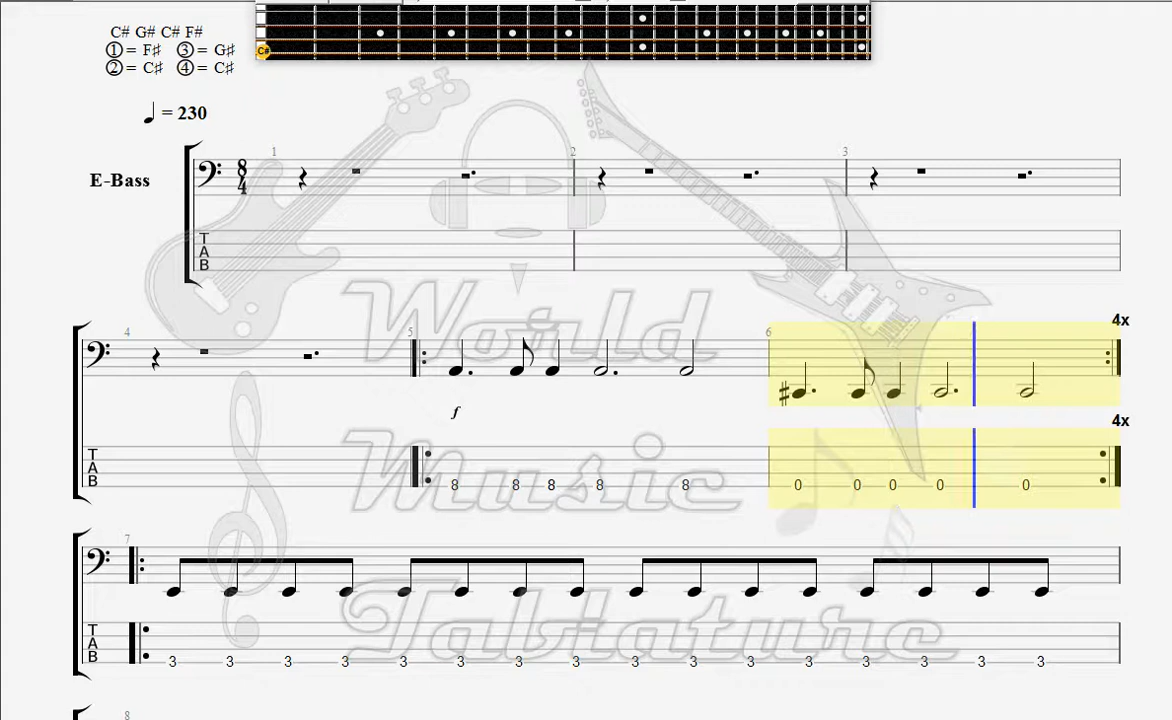 C# G# C# F#
① = F♯ ③ = G♯
② = C♯ ④ = C♯
C#
♩ = 230
E-Bass
8
4
1 2 3
T
A
B
World
4 5 6 4x
f
4x
T
A
B
8 8 8 8 8 0 0 0 0 0
Music
7
Tablature
T
A
B
3 3 3 3 3 3 3 3 3 3 3 3 3 3 3 3
8